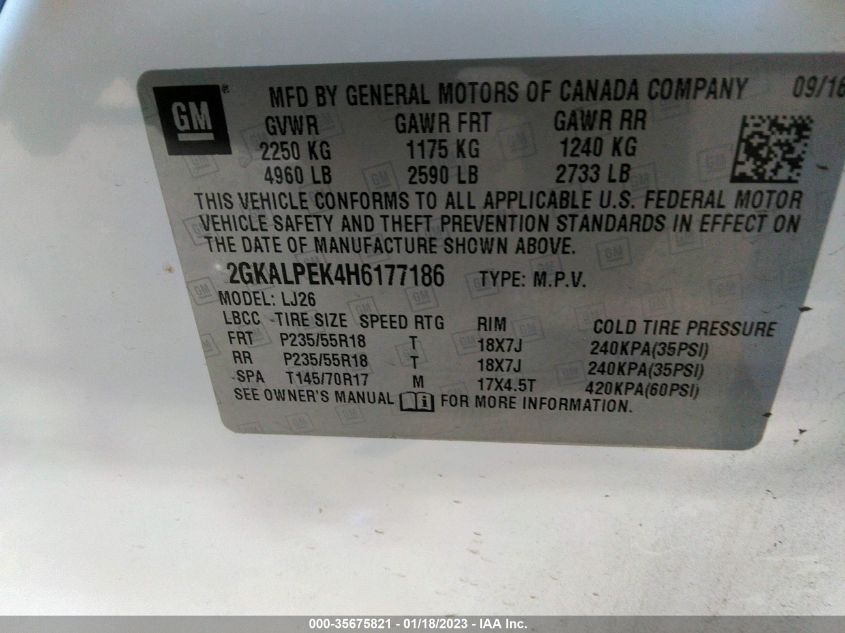 GM ® MFD BY GENERAL MOTORS OF CANADA COMPANY 09/16
GVWR GAWR FRT GAWR RR
2250 KG 1175 KG 1240 KG
4960 LB 2590 LB 2733 LB
THIS VEHICLE CONFORMS TO ALL APPLICABLE U.S. FEDERAL MOTOR
VEHICLE SAFETY AND THEFT PREVENTION STANDARDS IN EFFECT ON
THE DATE OF MANUFACTURE SHOWN ABOVE.
2GKALPEK4H6177186 TYPE: M.P.V.
MODEL: LJ26
LBCC -TIRE SIZE SPEED RTG RIM COLD TIRE PRESSURE
FRT P235/55R18 T 18X7J 240KPA(35PSI)
RR P235/55R18 T 18X7J 240KPA(35PSI)
SPA T145/70R17 M 17X4.5T 420KPA(60PSI)
SEE OWNER'S MANUAL FOR MORE INFORMATION.
000-35675821 - 01/18/2023 - IAA Inc.